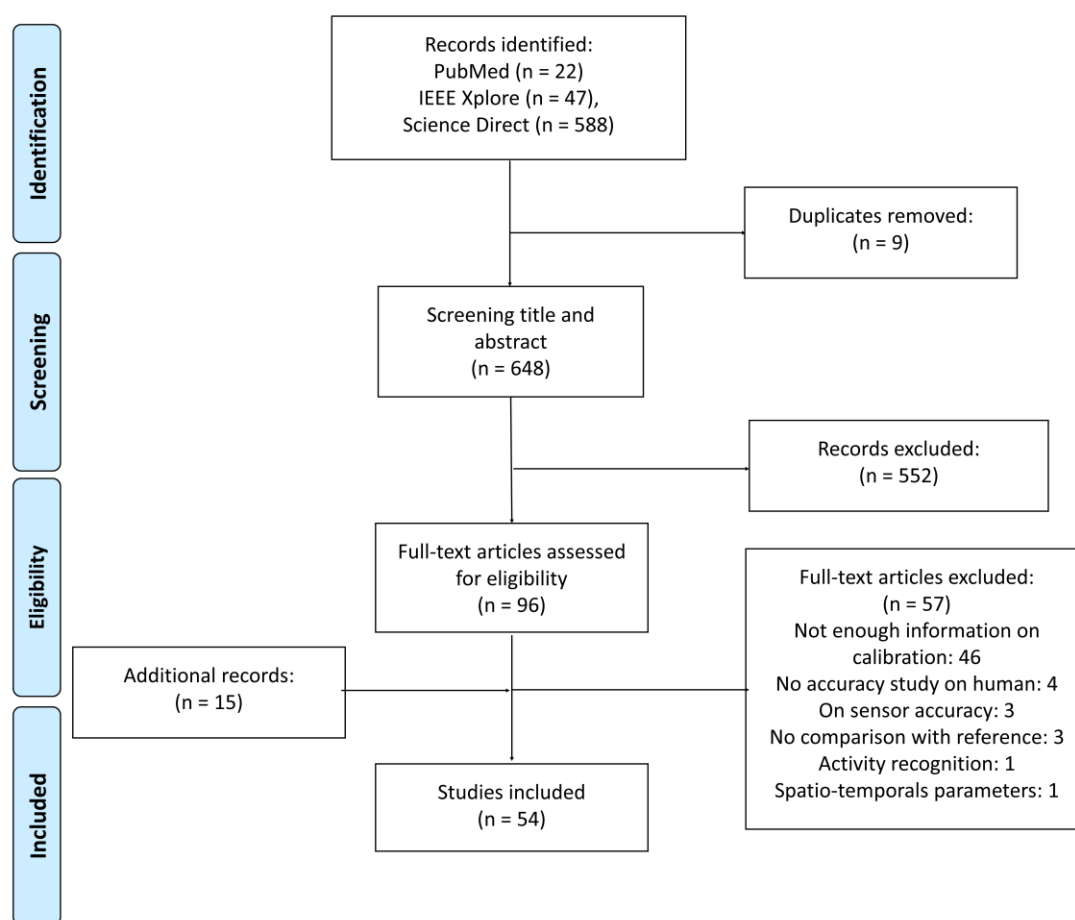 Identification
Records identified:
PubMed (n = 22)
IEEE Xplore (n = 47),
Science Direct (n = 588)
Duplicates removed:
(n = 9)
Screening
Screening title and
abstract
(n = 648)
Records excluded:
(n = 552)
Eligibility
Full-text articles assessed
for eligibility
(n = 96)
Full-text articles excluded:
(n = 57)
Not enough information on
calibration: 46
No accuracy study on human: 4
On sensor accuracy: 3
No comparison with reference: 3
Activity recognition: 1
Spatio-temporals parameters: 1
Additional records:
(n = 15)
Included
Studies included
(n = 54)